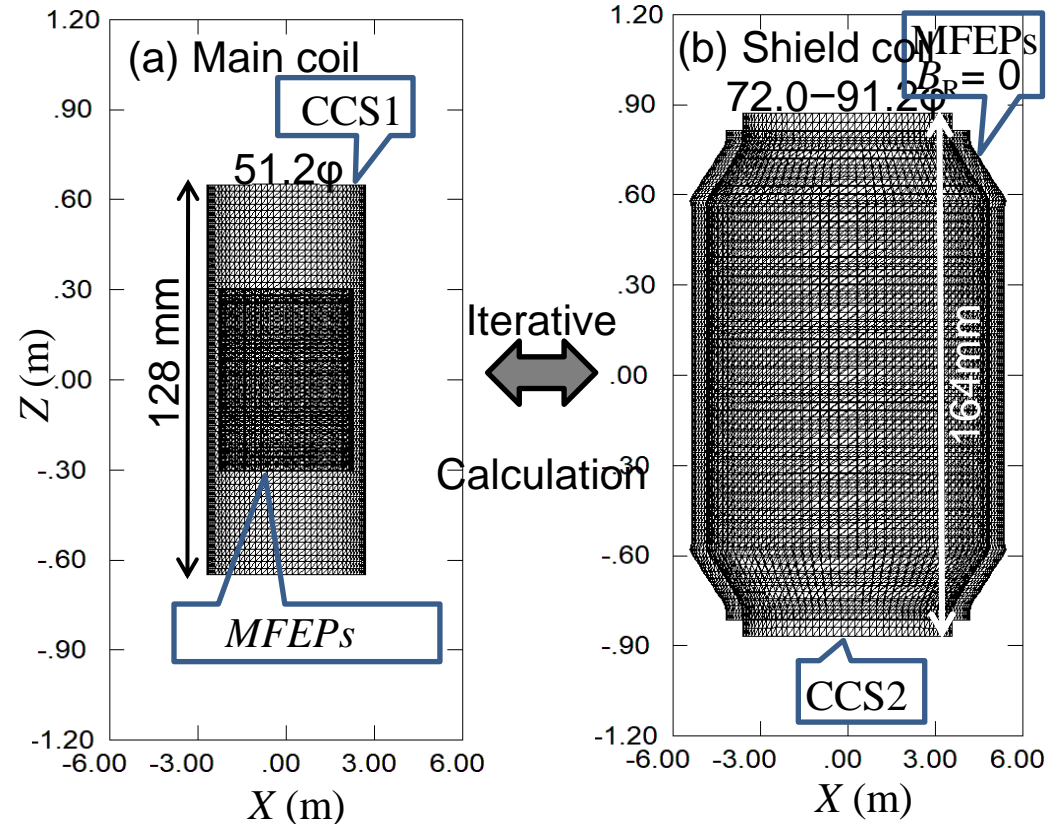 (a) Main coil
CCS1
51.2φ
128 mm
MFEPs
Z (m)
1.20
.90
.60
.30
.00
-.30
-.60
-.90
-1.20
-6.00 -3.00 .00 3.00 6.00
X (m)
Iterative
Calculation
(b) Shield coil
MFEPs
B_R = 0
72.0−91.2φ
164mm
CCS2
1.20
.90
.60
.30
.00
-.30
-.60
-.90
-1.20
-6.00 -3.00 .00 3.00 6.00
X (m)